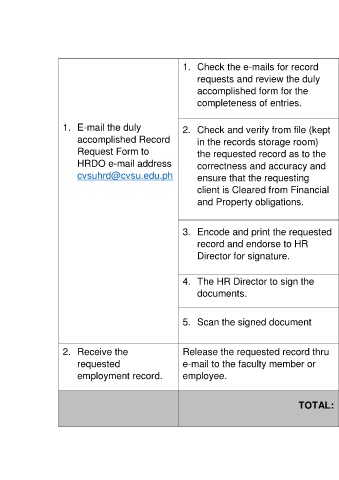 1. E-mail the duly
accomplished Record
Request Form to
HRDO e-mail address
cvsuhrd@cvsu.edu.ph
1. Check the e-mails for record
requests and review the duly
accomplished form for the
completeness of entries.
2. Check and verify from file (kept
in the records storage room)
the requested record as to the
correctness and accuracy and
ensure that the requesting
client is Cleared from Financial
and Property obligations.
3. Encode and print the requested
record and endorse to HR
Director for signature.
4. The HR Director to sign the
documents.
5. Scan the signed document
2. Receive the
requested
employment record.
Release the requested record thru
e-mail to the faculty member or
employee.
TOTAL: